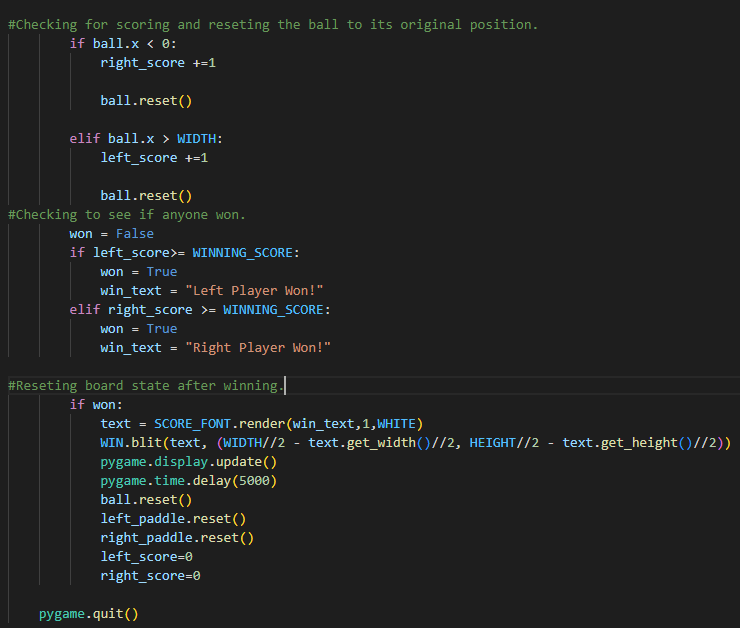 #Checking for scoring and reseting the ball to its original position.
        if ball.x < 0:
            right_score +=1

            ball.reset()

        elif ball.x > WIDTH:
            left_score +=1

            ball.reset()
#Checking to see if anyone won.
        won = False
        if left_score>= WINNING_SCORE:
            won = True
            win_text = "Left Player Won!"
        elif right_score >= WINNING_SCORE:
            won = True
            win_text = "Right Player Won!"

#Reseting board state after winning.
        if won:
            text = SCORE_FONT.render(win_text,1,WHITE)
            WIN.blit(text, (WIDTH//2 - text.get_width()//2, HEIGHT//2 - text.get_height()//2))
            pygame.display.update()
            pygame.time.delay(5000)
            ball.reset()
            left_paddle.reset()
            right_paddle.reset()
            left_score=0
            right_score=0

    pygame.quit()